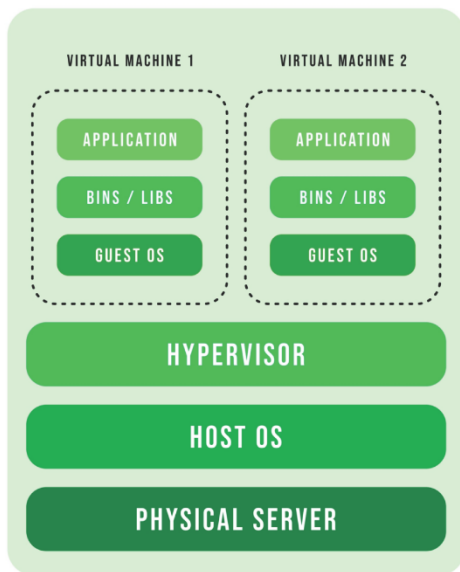 VIRTUAL MACHINE 1
VIRTUAL MACHINE 2
APPLICATION
APPLICATION
BINS / LIBS
BINS / LIBS
GUEST OS
GUEST OS
HYPERVISOR
HOST OS
PHYSICAL SERVER